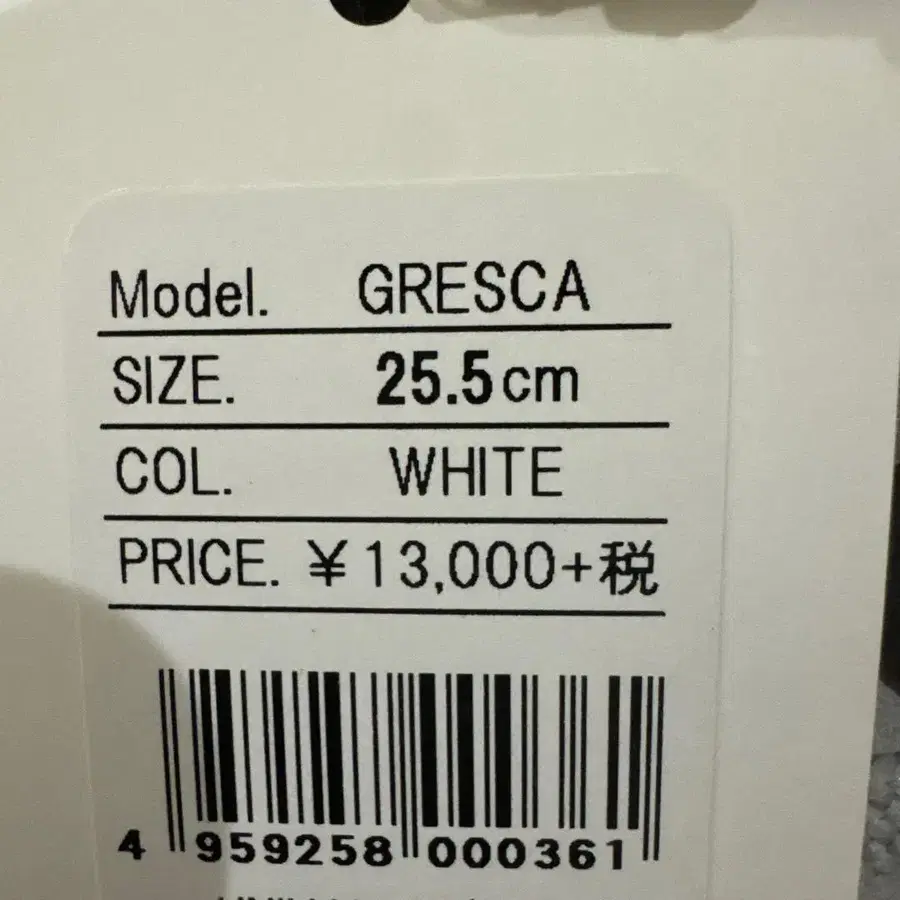 Model. GRESCA
SIZE. 25.5cm
COL. WHITE
PRICE. ¥13,000+税
4 959258 000361